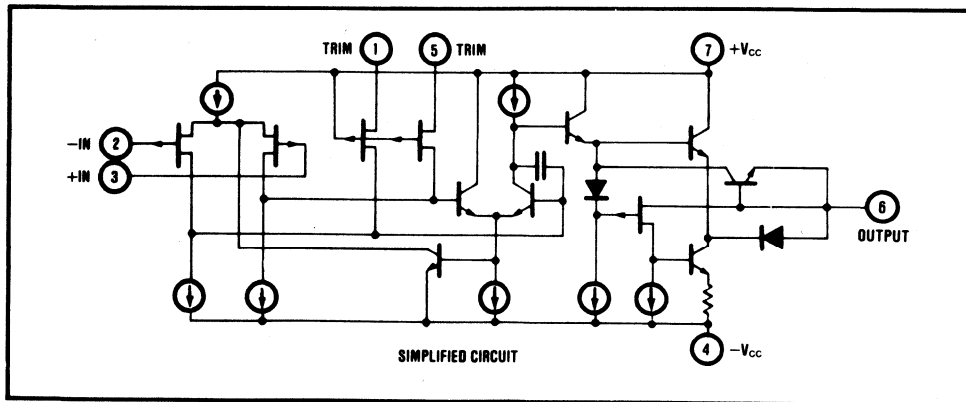 TRIM 1 5 TRIM 7 +Vcc
-IN 2
+IN 3
6
OUTPUT
4 -Vcc
SIMPLIFIED CIRCUIT